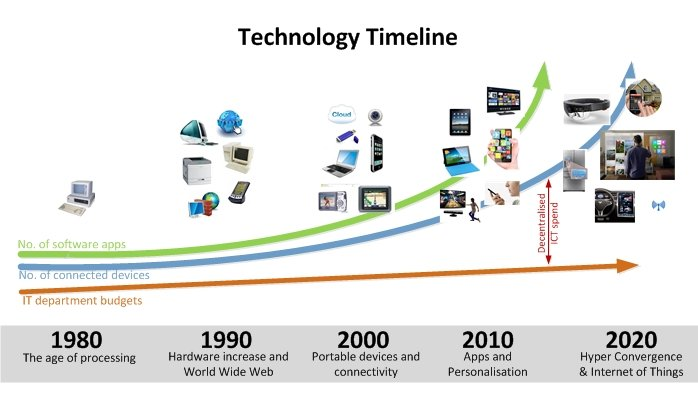 Technology Timeline
Cloud
No. of software apps
No. of connected devices
IT department budgets
Decentralised
ICT spend
1980
The age of processing
1990
Hardware increase and
World Wide Web
2000
Portable devices and
connectivity
2010
Apps and
Personalisation
2020
Hyper Convergence
& Internet of Things